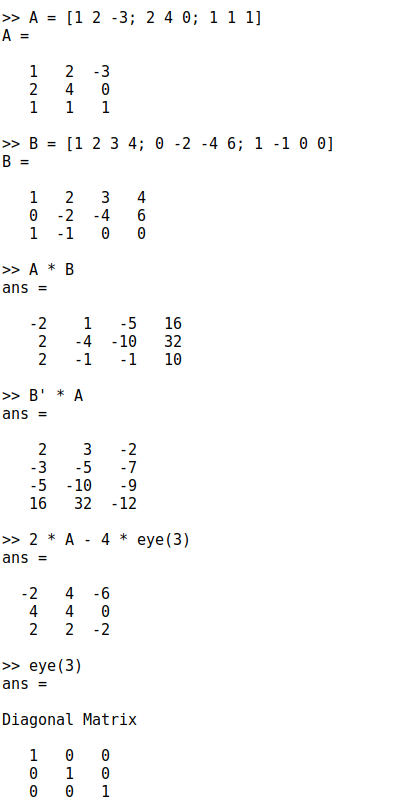 >> A = [1 2 -3; 2 4 0; 1 1 1]
A =
   1   2  -3
   2   4   0
   1   1   1
>> B = [1 2 3 4; 0 -2 -4 6; 1 -1 0 0]
B =
   1   2   3   4
   0  -2  -4   6
   1  -1   0   0
>> A * B
ans =
   -2    1   -5   16
    2   -4  -10   32
    2   -1   -1   10
>> B' * A
ans =
    2    3   -2
   -3   -5   -7
   -5  -10   -9
   16   32  -12
>> 2 * A - 4 * eye(3)
ans =
  -2   4  -6
   4   4   0
   2   2  -2
>> eye(3)
ans =
Diagonal Matrix
   1   0   0
   0   1   0
   0   0   1